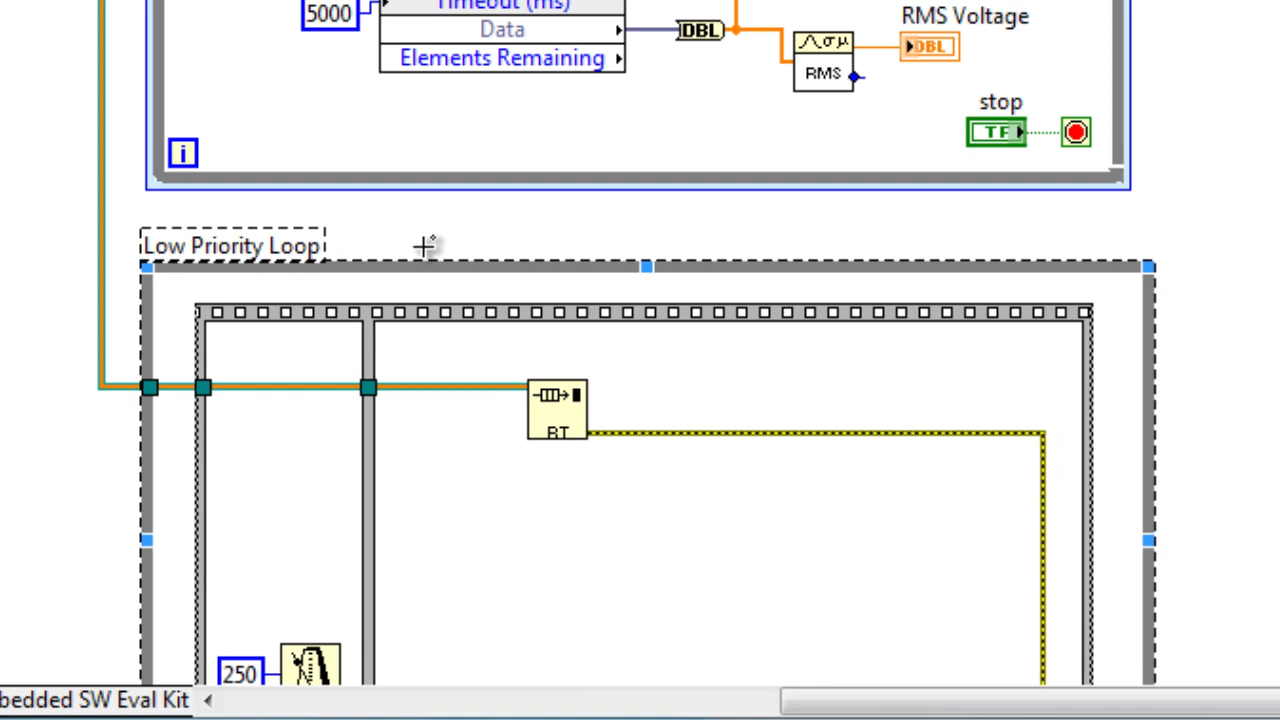 Timeout (ms)
5000
Data
Elements Remaining
DBL
RMS
RMS Voltage
DBL
stop
TF
i
Low Priority Loop
RT
250
bedded SW Eval Kit